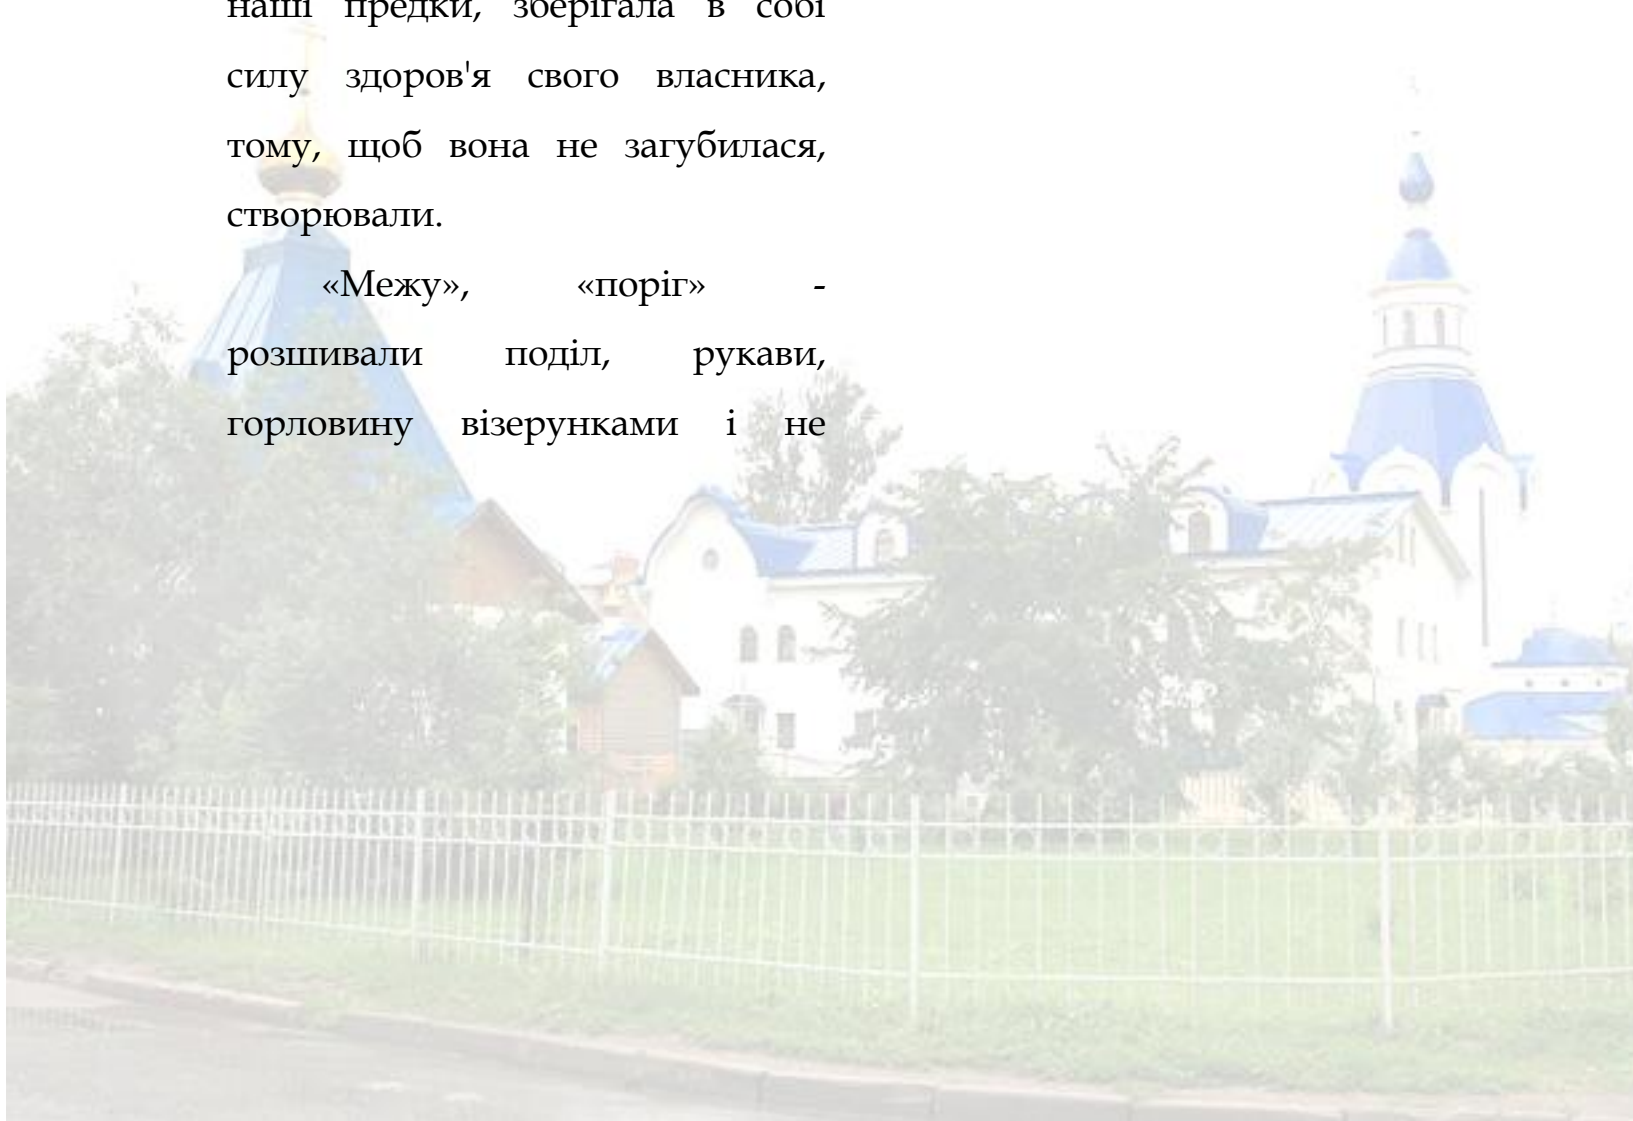 наші предки, зберігала в собі
силу здоров'я свого власника,
тому, щоб вона не загубилася,
створювали.
«Межу», «поріг» -
розшивали поділ, рукави,
горловину візерунками і не